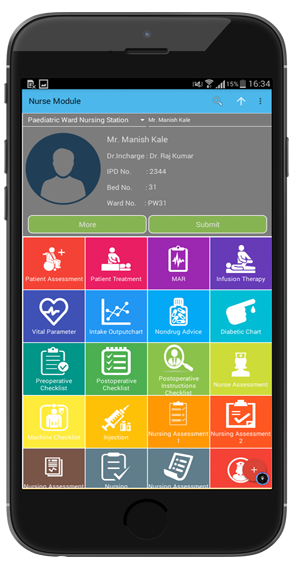 15% 16:34
Nurse Module
Paediatric Ward Nursing Station Mr. Manish Kale
Mr. Manish Kale
Dr.Incharge : Dr. Raj Kumar
IPD No. : 2344
Bed No. : 31
Ward No. : PW31
More Submit
Patient Assessment Patient Treatment MAR Infusion Therapy
Vital Parameter Intake Outputchart Nondrug Advice Diabetic Chart
Preoperative
Checklist
Postoperative
Checklist
Postoperative
Instructions
Checklist
Nurse Assessment
Machine Checklist Injection
Nursing Assessment
1
Nursing Assessment
2
Nursing Assessment Nursing Nursing Assessment